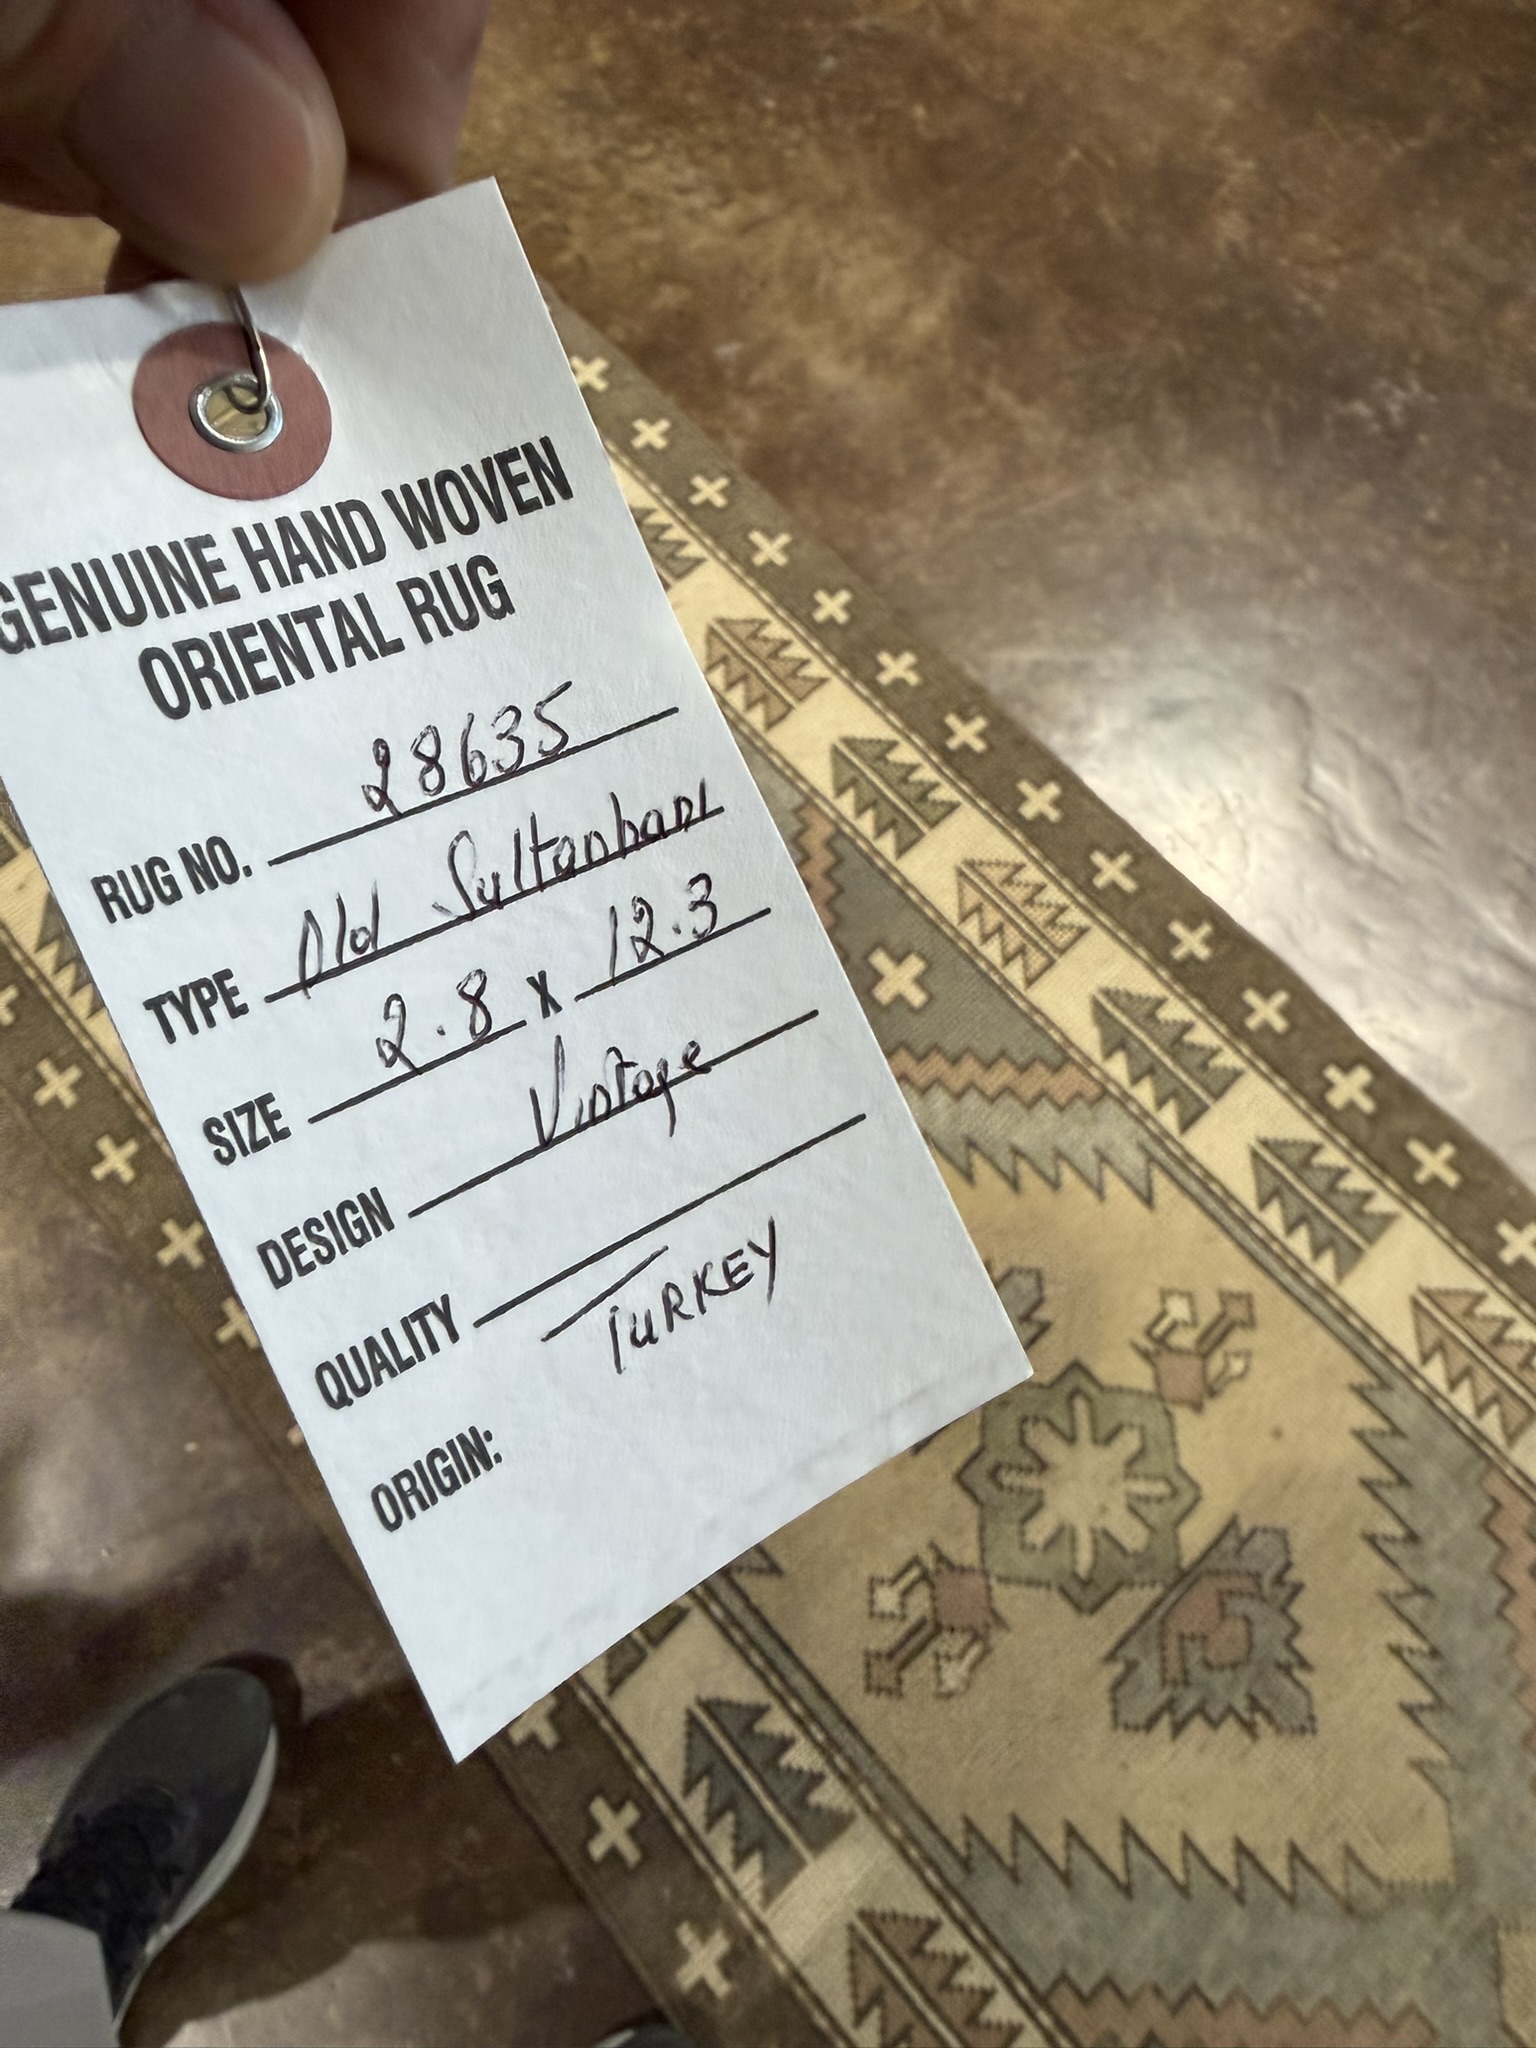 GENUINE HAND WOVEN
ORIENTAL RUG
RUG NO. 28635
TYPE Old Sultanhani
SIZE 2.8 X 12.3
DESIGN Vintage
QUALITY
ORIGIN: TURKEY